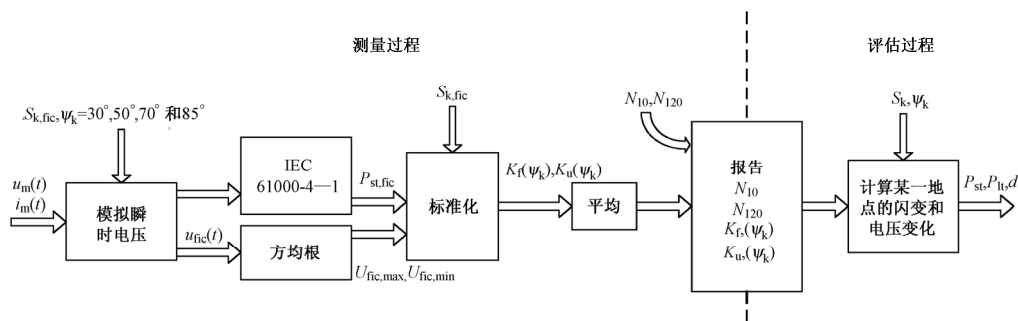 测量过程
评估过程
S_k,fic,ψ_k=30°,50°,70° 和85°
S_k,fic
N_10,N_120
S_k,ψ_k
u_m(t)
i_m(t)
模拟瞬
时电压
IEC
61000-4—1
P_st,fic
u_fic(t)
方均根
U_fic,max,U_fic,min
标准化
K_f(ψ_k),K_u(ψ_k)
平均
报告
N_10
N_120
K_f,(ψ_k)
K_u,(ψ_k)
计算某一地
点的闪变和
电压变化
P_st,P_lt,d